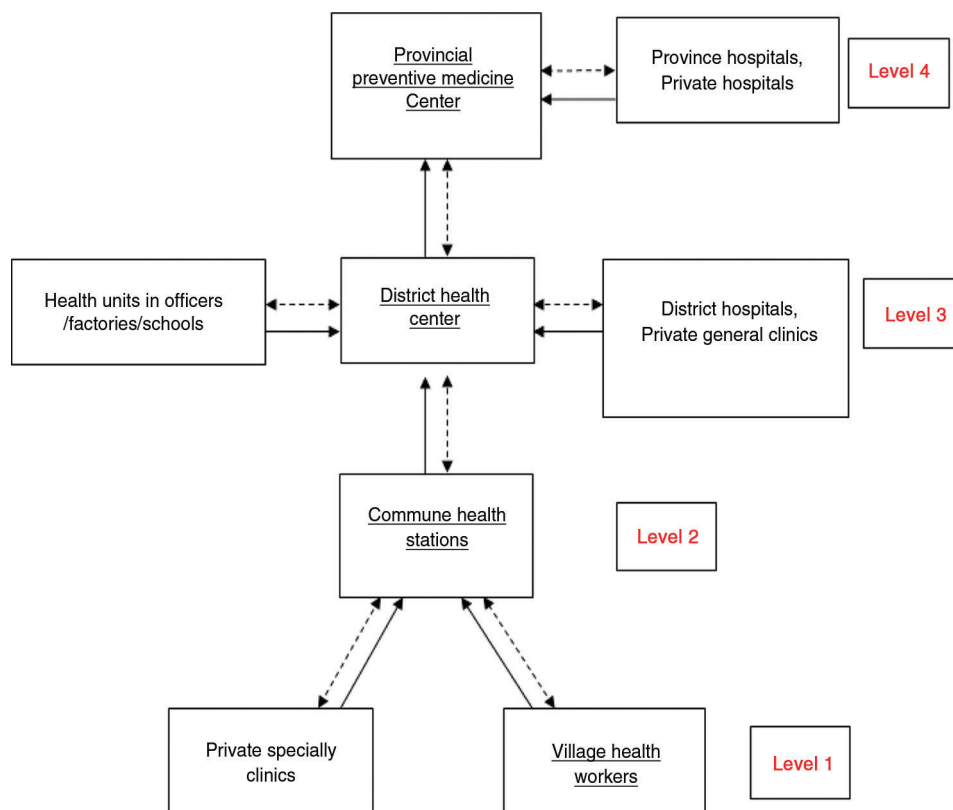 Provincial
preventive medicine
Center
Province hospitals,
Private hospitals
Level 4
Health units in officers
/factories/schools
District health
center
District hospitals,
Private general clinics
Level 3
Commune health
stations
Level 2
Private specially
clinics
Village health
workers
Level 1